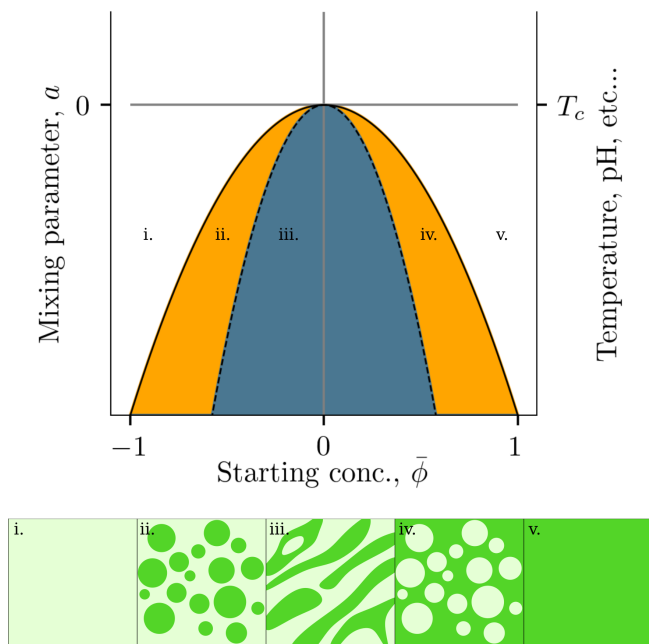 Mixing parameter, a
0
T_c
Temperature, pH, etc...
i.
ii.
iii.
iv.
v.
−1
0
1
Starting conc., φ̄
i.
ii.
iii.
iv.
v.